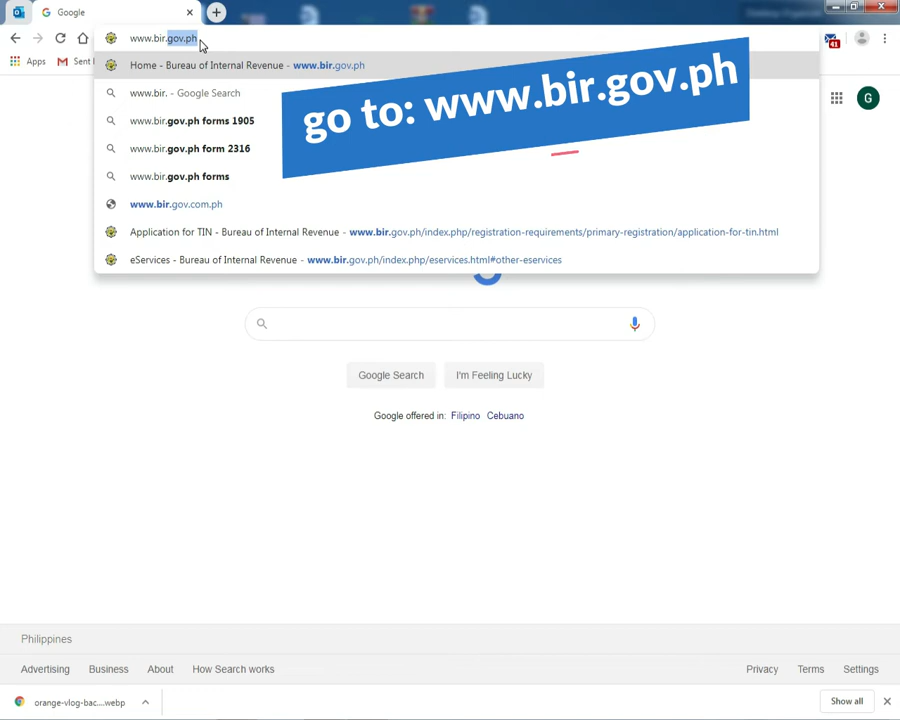 Google
www.bir.gov.ph
Apps
Sent
41
G
Home - Bureau of Internal Revenue - www.bir.gov.ph
www.bir. - Google Search
www.bir.gov.ph forms 1905
www.bir.gov.ph form 2316
www.bir.gov.ph forms
www.bir.gov.com.ph
Application for TIN - Bureau of Internal Revenue - www.bir.gov.ph/index.php/registration-requirements/primary-registration/application-for-tin.html
eServices - Bureau of Internal Revenue - www.bir.gov.ph/index.php/eservices.html#other-eservices
go to: www.bir.gov.ph
Google Search
I'm Feeling Lucky
Google offered in: Filipino Cebuano
Philippines
Advertising Business About How Search works
Privacy Terms Settings
orange-vlog-bac....webp
Show all